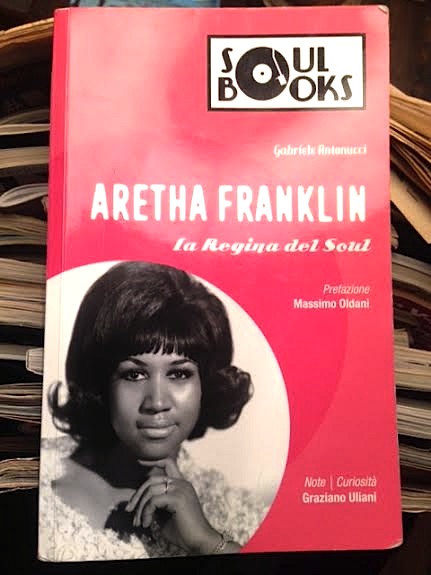 SOUL
BOOKS
Gabriele Antonucci
ARETHA FRANKLIN
La Regina del Soul
Prefazione
Massimo Oldani
Note | Curiosità
Graziano Uliani